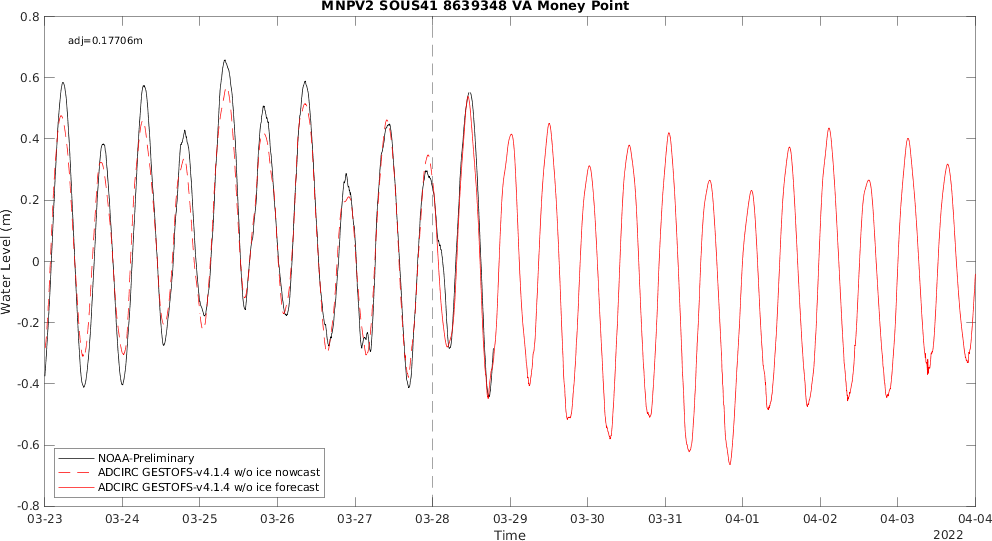 MNPV2 SOUS41 8639348 VA Money Point
adj=0.17706m
Water Level (m)
0.8
0.6
0.4
0.2
0
-0.2
-0.4
-0.6
-0.8
NOAA-Preliminary
ADCIRC GESTOFS-v4.1.4 w/o ice nowcast
ADCIRC GESTOFS-v4.1.4 w/o ice forecast
03-23 03-24 03-25 03-26 03-27 03-28 03-29 03-30 03-31 04-01 04-02 04-03 04-04
Time
2022